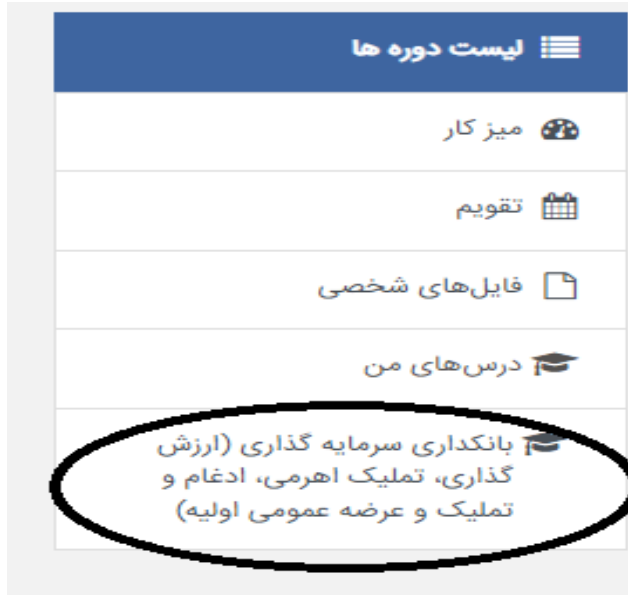 لیست دوره ها
میز کار
تقویم
فایل‌های شخصی
درس‌های من
بانکداری سرمایه گذاری (ارزش
گذاری، تملیک اهرمی، ادغام و
تملیک و عرضه عمومی اولیه)